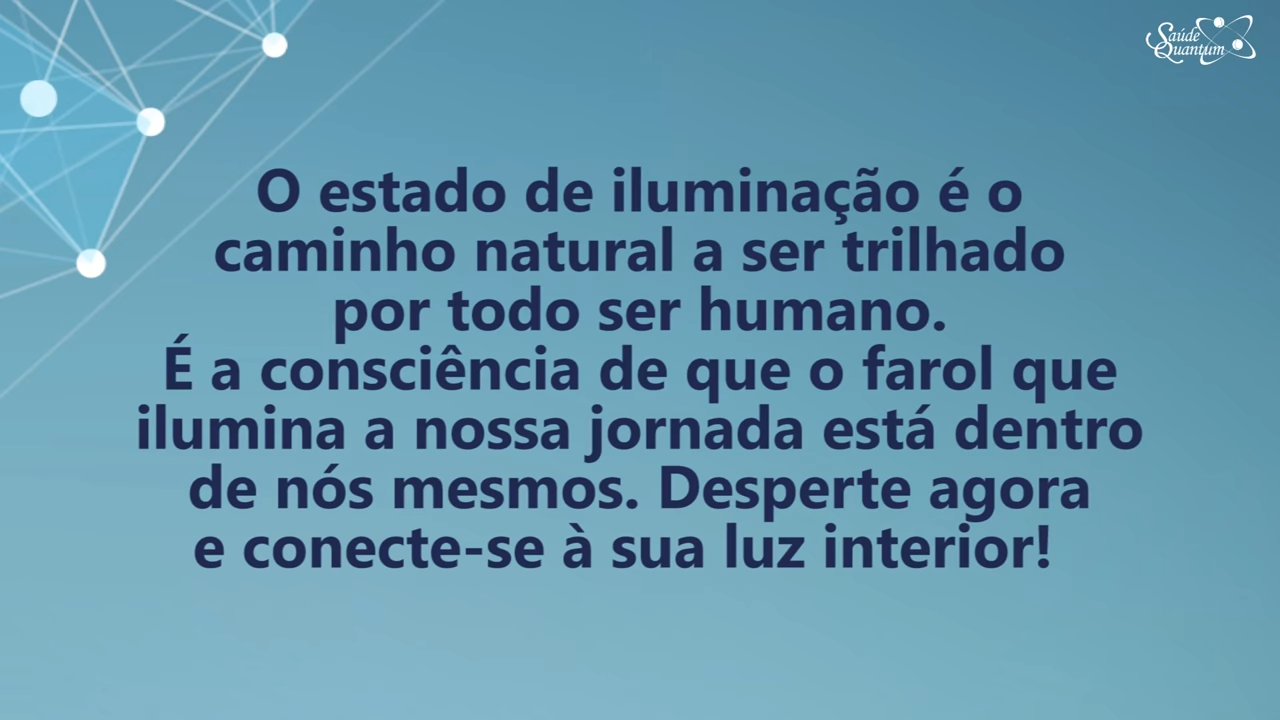 Saúde
Quantum
O estado de iluminação é o
caminho natural a ser trilhado
por todo ser humano.
É a consciência de que o farol que
ilumina a nossa jornada está dentro
de nós mesmos. Desperte agora
e conecte-se à sua luz interior!